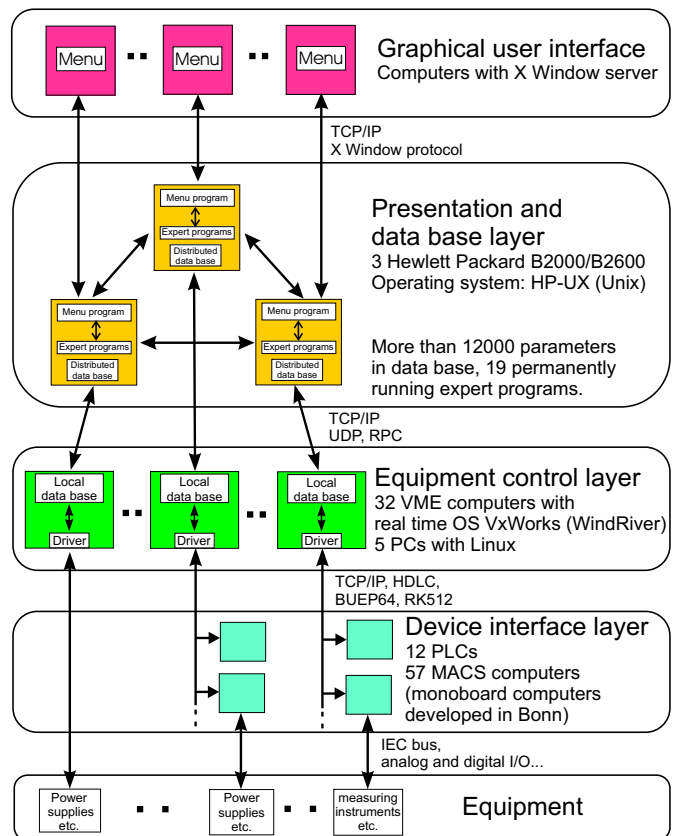 Menu
Menu
Menu
Graphical user interface
Computers with X Window server
TCP/IP
X Window protocol
Menu program
Expert programs
Distributed
data base
Presentation and
data base layer
3 Hewlett Packard B2000/B2600
Operating system: HP-UX (Unix)
Menu program
Expert programs
Distributed
data base
Menu program
Expert programs
Distributed
data base
More than 12000 parameters
in data base, 19 permanently
running expert programs.
TCP/IP
UDP, RPC
Local
data base
Driver
Local
data base
Driver
Local
data base
Driver
Equipment control layer
32 VME computers with
real time OS VxWorks (WindRiver)
5 PCs with Linux
TCP/IP, HDLC,
BUEP64, RK512
Device interface layer
12 PLCs
57 MACS computers
(monoboard computers
developed in Bonn)
IEC bus,
analog and digital I/O...
Power
supplies
etc.
Power
supplies
etc.
measuring
instruments
etc.
Equipment